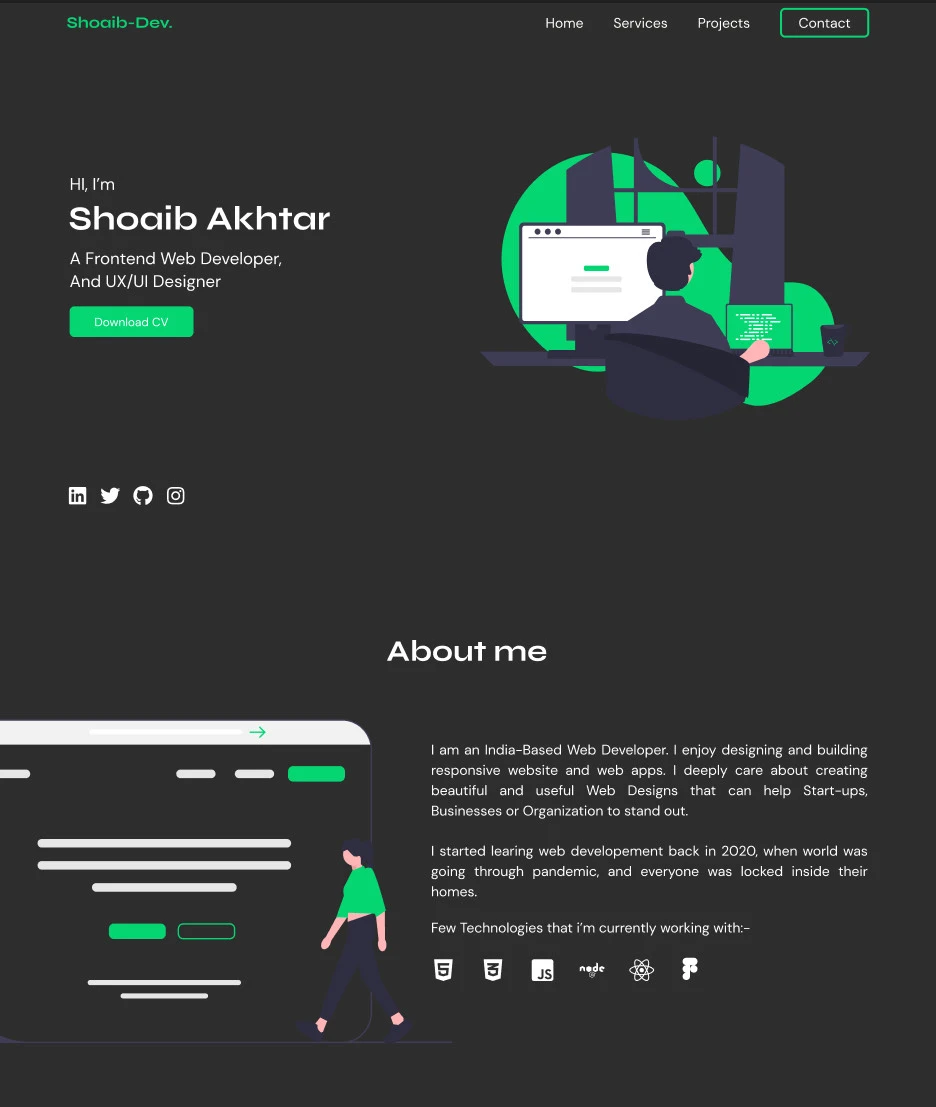 Shoaib-Dev.
Home Services Projects Contact
HI, I’m
Shoaib Akhtar
A Frontend Web Developer,
And UX/UI Designer
Download CV
in
About me
I am an India-Based Web Developer. I enjoy designing and building
responsive website and web apps. I deeply care about creating
beautiful and useful Web Designs that can help Start-ups,
Businesses or Organization to stand out.
I started learing web developement back in 2020, when world was
going through pandemic, and everyone was locked inside their
homes.
Few Technologies that i’m currently working with:-
5 3 JS node